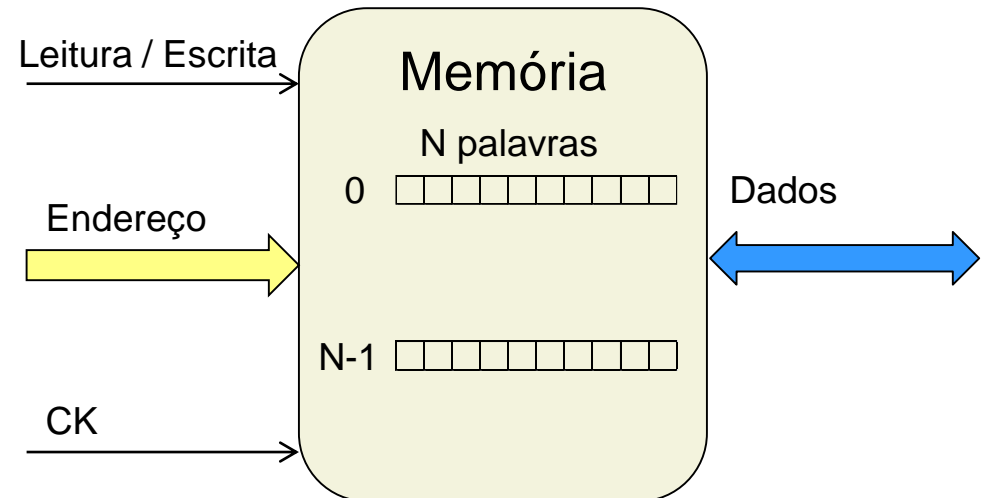 Leitura / Escrita
Memória
N palavras
0
Dados
Endereço
N-1
CK